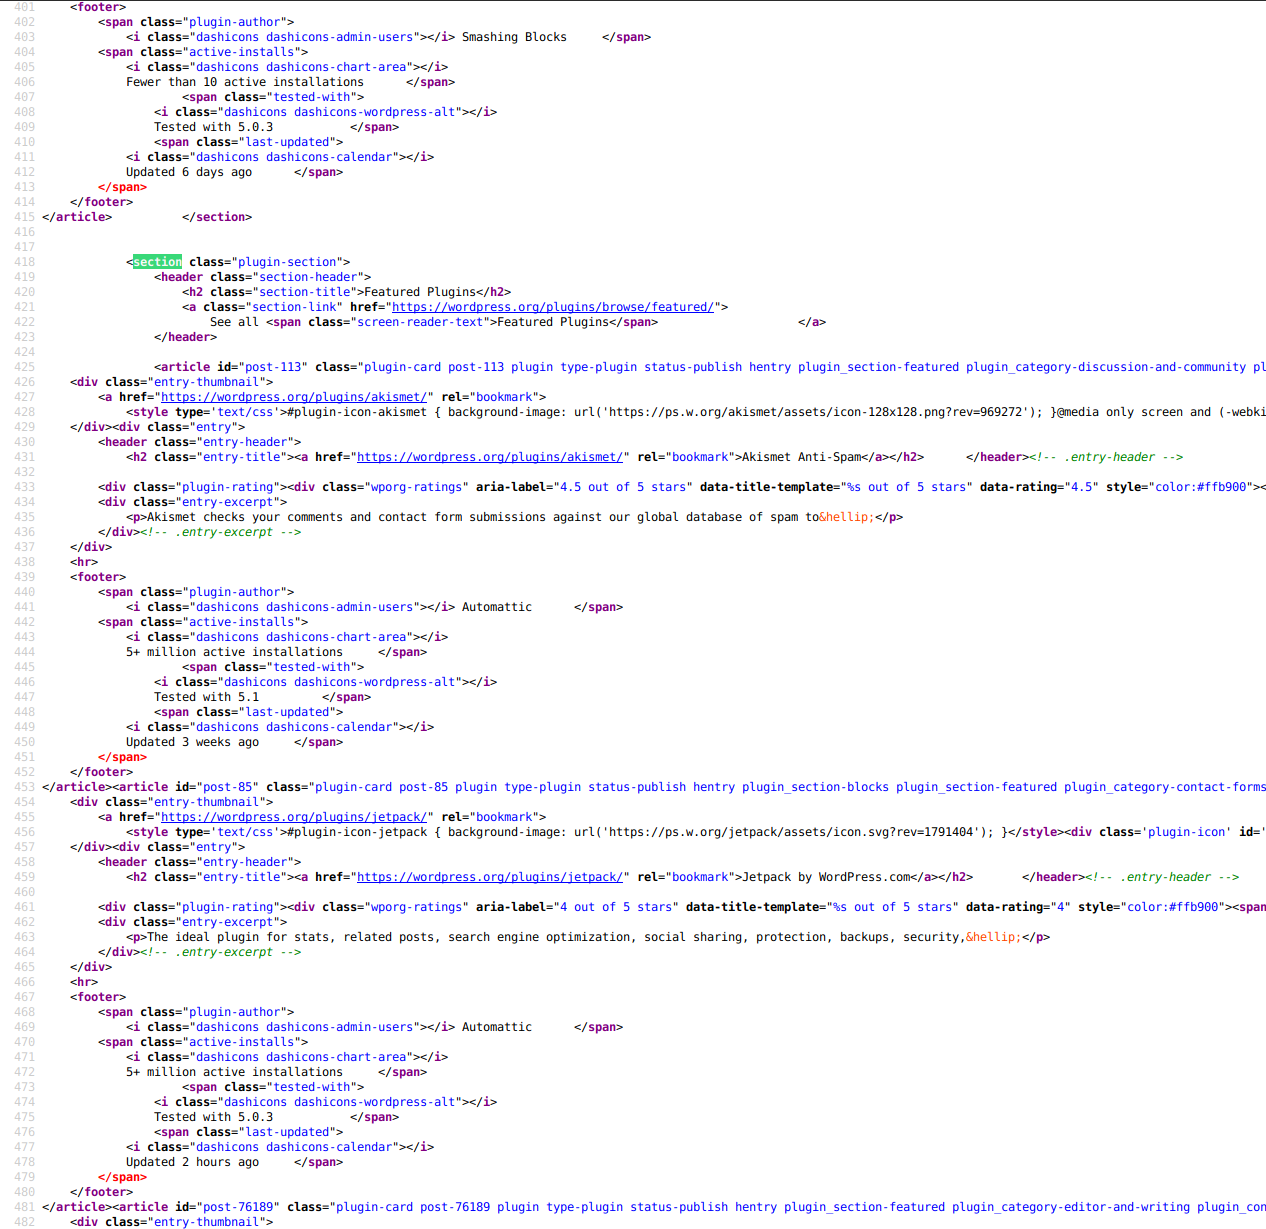 401 <footer>
402 <span class="plugin-author">
403 <i class="dashicons dashicons-admin-users"></i> Smashing Blocks </span>
404 <span class="active-installs">
405 <i class="dashicons dashicons-chart-area"></i>
406 Fewer than 10 active installations </span>
407 <span class="tested-with">
408 <i class="dashicons dashicons-wordpress-alt"></i>
409 Tested with 5.0.3 </span>
410 <span class="last-updated">
411 <i class="dashicons dashicons-calendar"></i>
412 Updated 6 days ago </span>
413 </span>
414 </footer>
415 </article> </section>
416
417
418 <section class="plugin-section">
419 <header class="section-header">
420 <h2 class="section-title">Featured Plugins</h2>
421 <a class="section-link" href="https://wordpress.org/plugins/browse/featured/">
422 See all <span class="screen-reader-text">Featured Plugins</span> </a>
423 </header>
424
425 <article id="post-113" class="plugin-card post-113 plugin type-plugin status-publish hentry plugin_section-featured plugin_category-discussion-and-community pl
426 <div class="entry-thumbnail">
427 <a href="https://wordpress.org/plugins/akismet/" rel="bookmark">
428 <style type='text/css'>#plugin-icon-akismet { background-image: url('https://ps.w.org/akismet/assets/icon-128x128.png?rev=969272'); }@media only screen and (-webki
429 </div><div class="entry">
430 <header class="entry-header">
431 <h2 class="entry-title"><a href="https://wordpress.org/plugins/akismet/" rel="bookmark">Akismet Anti-Spam</a></h2> </header><!-- .entry-header -->
432
433 <div class="plugin-rating"><div class="wporg-ratings" aria-label="4.5 out of 5 stars" data-title-template="%s out of 5 stars" data-rating="4.5" style="color:#ffb900"><
434 <div class="entry-excerpt">
435 <p>Akismet checks your comments and contact form submissions against our global database of spam to&hellip;</p>
436 </div><!-- .entry-excerpt -->
437 </div>
438 <hr>
439 <footer>
440 <span class="plugin-author">
441 <i class="dashicons dashicons-admin-users"></i> Automattic </span>
442 <span class="active-installs">
443 <i class="dashicons dashicons-chart-area"></i>
444 5+ million active installations </span>
445 <span class="tested-with">
446 <i class="dashicons dashicons-wordpress-alt"></i>
447 Tested with 5.1 </span>
448 <span class="last-updated">
449 <i class="dashicons dashicons-calendar"></i>
450 Updated 3 weeks ago </span>
451 </span>
452 </footer>
453 </article><article id="post-85" class="plugin-card post-85 plugin type-plugin status-publish hentry plugin_section-blocks plugin_section-featured plugin_category-contact-forms
454 <div class="entry-thumbnail">
455 <a href="https://wordpress.org/plugins/jetpack/" rel="bookmark">
456 <style type='text/css'>#plugin-icon-jetpack { background-image: url('https://ps.w.org/jetpack/assets/icon.svg?rev=1791404'); }</style><div class='plugin-icon' id='
457 </div><div class="entry">
458 <header class="entry-header">
459 <h2 class="entry-title"><a href="https://wordpress.org/plugins/jetpack/" rel="bookmark">Jetpack by WordPress.com</a></h2> </header><!-- .entry-header -->
460
461 <div class="plugin-rating"><div class="wporg-ratings" aria-label="4 out of 5 stars" data-title-template="%s out of 5 stars" data-rating="4" style="color:#ffb900"><span
462 <div class="entry-excerpt">
463 <p>The ideal plugin for stats, related posts, search engine optimization, social sharing, protection, backups, security,&hellip;</p>
464 </div><!-- .entry-excerpt -->
465 </div>
466 <hr>
467 <footer>
468 <span class="plugin-author">
469 <i class="dashicons dashicons-admin-users"></i> Automattic </span>
470 <span class="active-installs">
471 <i class="dashicons dashicons-chart-area"></i>
472 5+ million active installations </span>
473 <span class="tested-with">
474 <i class="dashicons dashicons-wordpress-alt"></i>
475 Tested with 5.0.3 </span>
476 <span class="last-updated">
477 <i class="dashicons dashicons-calendar"></i>
478 Updated 2 hours ago </span>
479 </span>
480 </footer>
481 </article><article id="post-76189" class="plugin-card post-76189 plugin type-plugin status-publish hentry plugin_section-featured plugin_category-editor-and-writing plugin_con
482 <div class="entry-thumbnail">